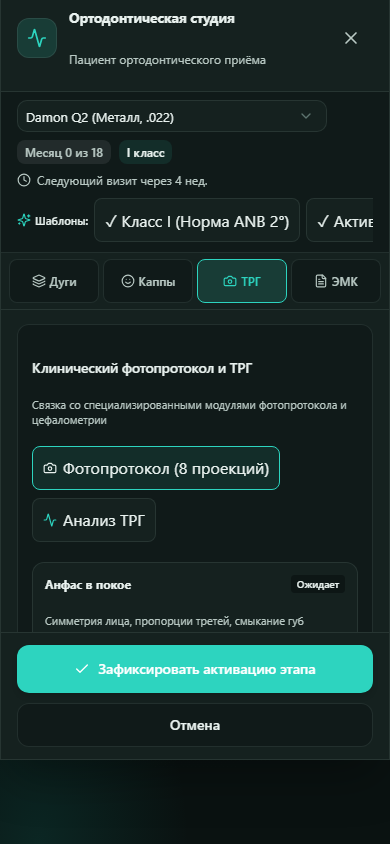 Ортодонтическая студия
Пациент ортодонтического приёма
Damon Q2 (Металл, .022)
Месяц 0 из 18 I класс
Следующий визит через 4 нед.
Шаблоны: ✓ Класс I (Норма ANB 2°) ✓ Актив
Дуги Каппы ТРГ ЭМК
Клинический фотопротокол и ТРГ
Связка со специализированными модулями фотопротокола и
цефалометрии
Фотопротокол (8 проекций)
Анализ ТРГ
Анфас в покое Ожидает
Симметрия лица, пропорции третей, смыкание губ
Зафиксировать активацию этапа
Отмена